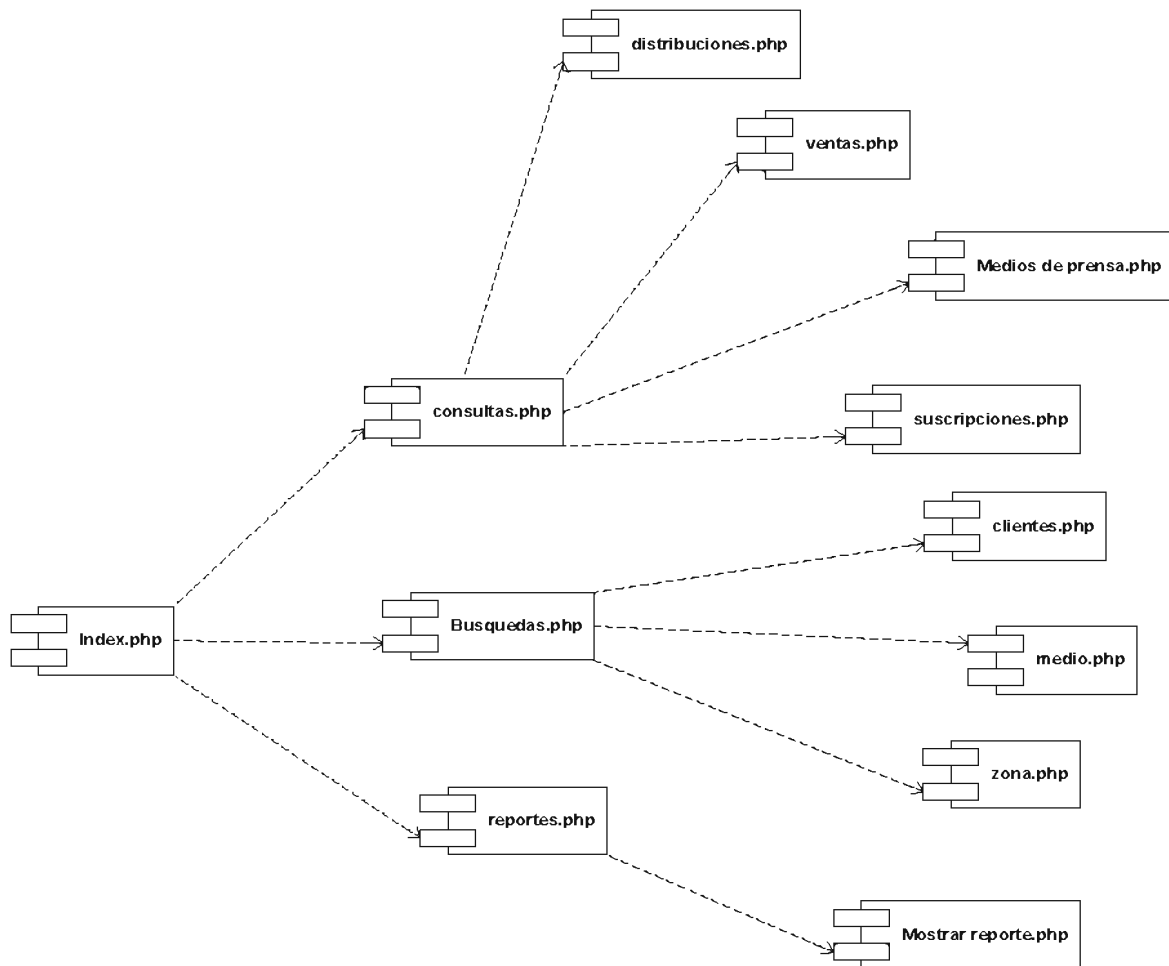 distribuciones.php
ventas.php
Medios de prensa.php
consultas.php
suscripciones.php
clientes.php
Index.php
Busquedas.php
medio.php
zona.php
reportes.php
Mostrar reporte.php